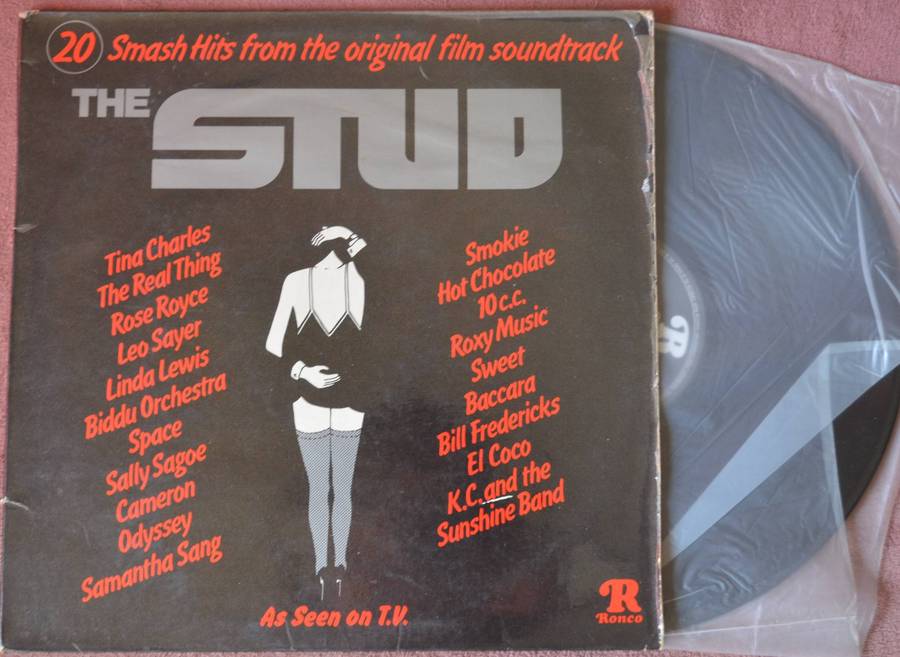 20 Smash Hits from the original film soundtrack
THE STUD
Tina Charles
The Real Thing
Rose Royce
Leo Sayer
Linda Lewis
Biddu Orchestra
Space
Sally Sagoe
Cameron
Odyssey
Samantha Sang
Smokie
Hot Chocolate
10 c.c.
Roxy Music
Sweet
Baccara
Bill Fredericks
El Coco
K.C. and the
Sunshine Band
As Seen on T.V.
R
Ronco
R